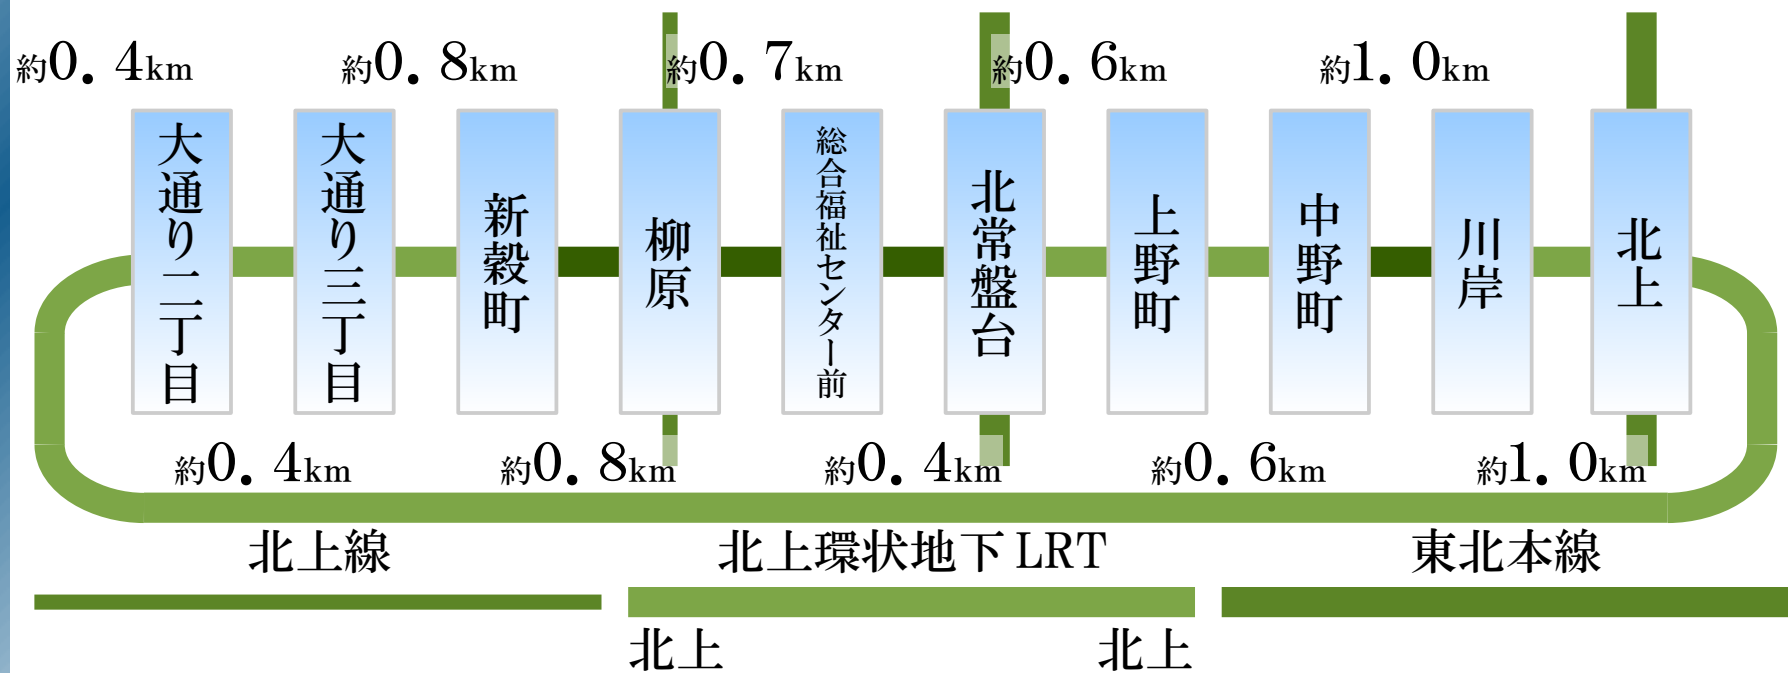 約0．4km
約0．8km
約0．7km
約0．6km
約1．0km
大通り二丁目
大通り三丁目
新穀町
柳原
総合福祉センター前
北常盤台
上野町
中野町
川岸
北上
約0．4km
約0．8km
約0．4km
約0．6km
約1．0km
北上線
北上環状地下LRT
東北本線
北上
北上